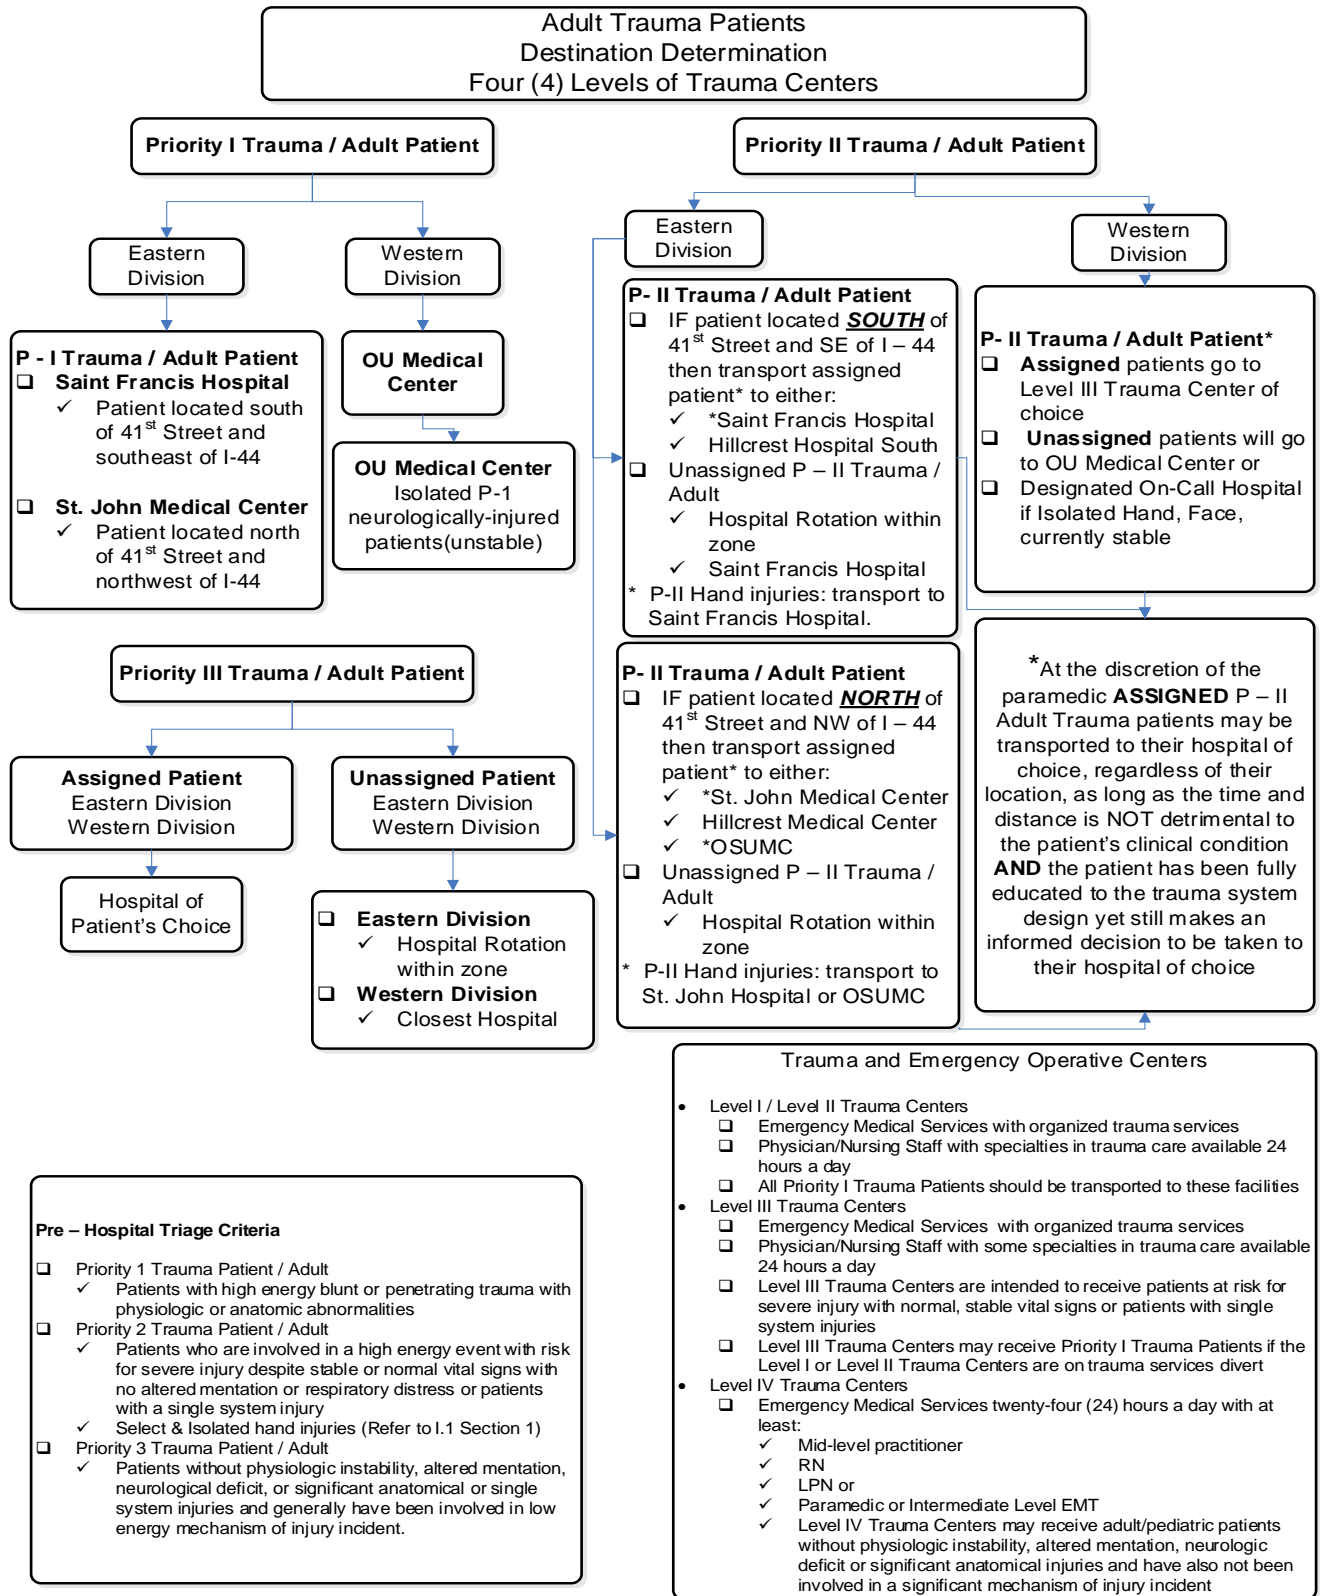 Adult Trauma Patients
Destination Determination
Four (4) Levels of Trauma Centers
Priority I Trauma / Adult Patient
Eastern
Division
Western
Division
P - I Trauma / Adult Patient
❑ Saint Francis Hospital
✓ Patient located south
of 41st Street and
southeast of I-44
❑ St. John Medical Center
✓ Patient located north
of 41st Street and
northwest of I-44
OU Medical
Center
OU Medical Center
Isolated P-1
neurologically-injured
patients(unstable)
Priority II Trauma / Adult Patient
Eastern
Division
Western
Division
P- II Trauma / Adult Patient
❑ IF patient located SOUTH of
41st Street and SE of I – 44
then transport assigned
patient* to either:
✓ *Saint Francis Hospital
✓ Hillcrest Hospital South
❑ Unassigned P – II Trauma /
Adult
✓ Hospital Rotation within
zone
✓ Saint Francis Hospital
* P-II Hand injuries: transport to
Saint Francis Hospital.
P- II Trauma / Adult Patient
❑ IF patient located NORTH of
41st Street and NW of I – 44
then transport assigned
patient* to either:
✓ *St. John Medical Center
✓ Hillcrest Medical Center
✓ *OSUMC
❑ Unassigned P – II Trauma /
Adult
✓ Hospital Rotation within
zone
* P-II Hand injuries: transport to
St. John Hospital or OSUMC
P- II Trauma / Adult Patient*
❑ Assigned patients go to
Level III Trauma Center of
choice
❑ Unassigned patients will go
to OU Medical Center or
❑ Designated On-Call Hospital
if Isolated Hand, Face,
currently stable
*At the discretion of the
paramedic ASSIGNED P – II
Adult Trauma patients may be
transported to their hospital of
choice, regardless of their
location, as long as the time and
distance is NOT detrimental to
the patient's clinical condition
AND the patient has been fully
educated to the trauma system
design yet still makes an
informed decision to be taken to
their hospital of choice
Priority III Trauma / Adult Patient
Assigned Patient
Eastern Division
Western Division
Hospital of
Patient's Choice
Unassigned Patient
Eastern Division
Western Division
❑ Eastern Division
✓ Hospital Rotation
within zone
❑ Western Division
✓ Closest Hospital
Pre – Hospital Triage Criteria
❑ Priority 1 Trauma Patient / Adult
✓ Patients with high energy blunt or penetrating trauma with
physiologic or anatomic abnormalities
❑ Priority 2 Trauma Patient / Adult
✓ Patients who are involved in a high energy event with risk
for severe injury despite stable or normal vital signs with
no altered mentation or respiratory distress or patients
with a single system injury
✓ Select & Isolated hand injuries (Refer to I.1 Section 1)
❑ Priority 3 Trauma Patient / Adult
✓ Patients without physiologic instability, altered mentation,
neurological deficit, or significant anatomical or single
system injuries and generally have been involved in low
energy mechanism of injury incident.
Trauma and Emergency Operative Centers
• Level I / Level II Trauma Centers
❑ Emergency Medical Services with organized trauma services
❑ Physician/Nursing Staff with specialties in trauma care available 24
hours a day
❑ All Priority I Trauma Patients should be transported to these facilities
• Level III Trauma Centers
❑ Emergency Medical Services with organized trauma services
❑ Physician/Nursing Staff with some specialties in trauma care available
24 hours a day
❑ Level III Trauma Centers are intended to receive patients at risk for
severe injury with normal, stable vital signs or patients with single
system injuries
❑ Level III Trauma Centers may receive Priority I Trauma Patients if the
Level I or Level II Trauma Centers are on trauma services divert
• Level IV Trauma Centers
❑ Emergency Medical Services twenty-four (24) hours a day with at
least:
✓ Mid-level practitioner
✓ RN
✓ LPN or
✓ Paramedic or Intermediate Level EMT
✓ Level IV Trauma Centers may receive adult/pediatric patients
without physiologic instability, altered mentation, neurologic
deficit or significant anatomical injuries and have also not been
involved in a significant mechanism of injury incident